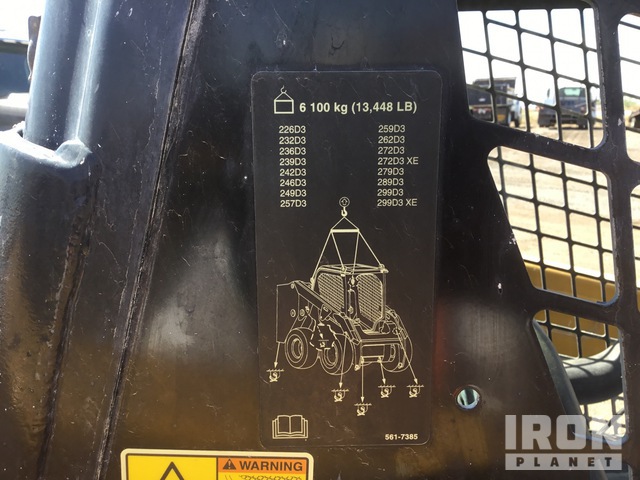 6 100 kg (13,448 LB)
226D3
232D3
236D3
239D3
242D3
246D3
249D3
257D3
259D3
262D3
272D3
272D3 XE
279D3
289D3
299D3
299D3 XE
561-7385
WARNING
IRON
PLANET